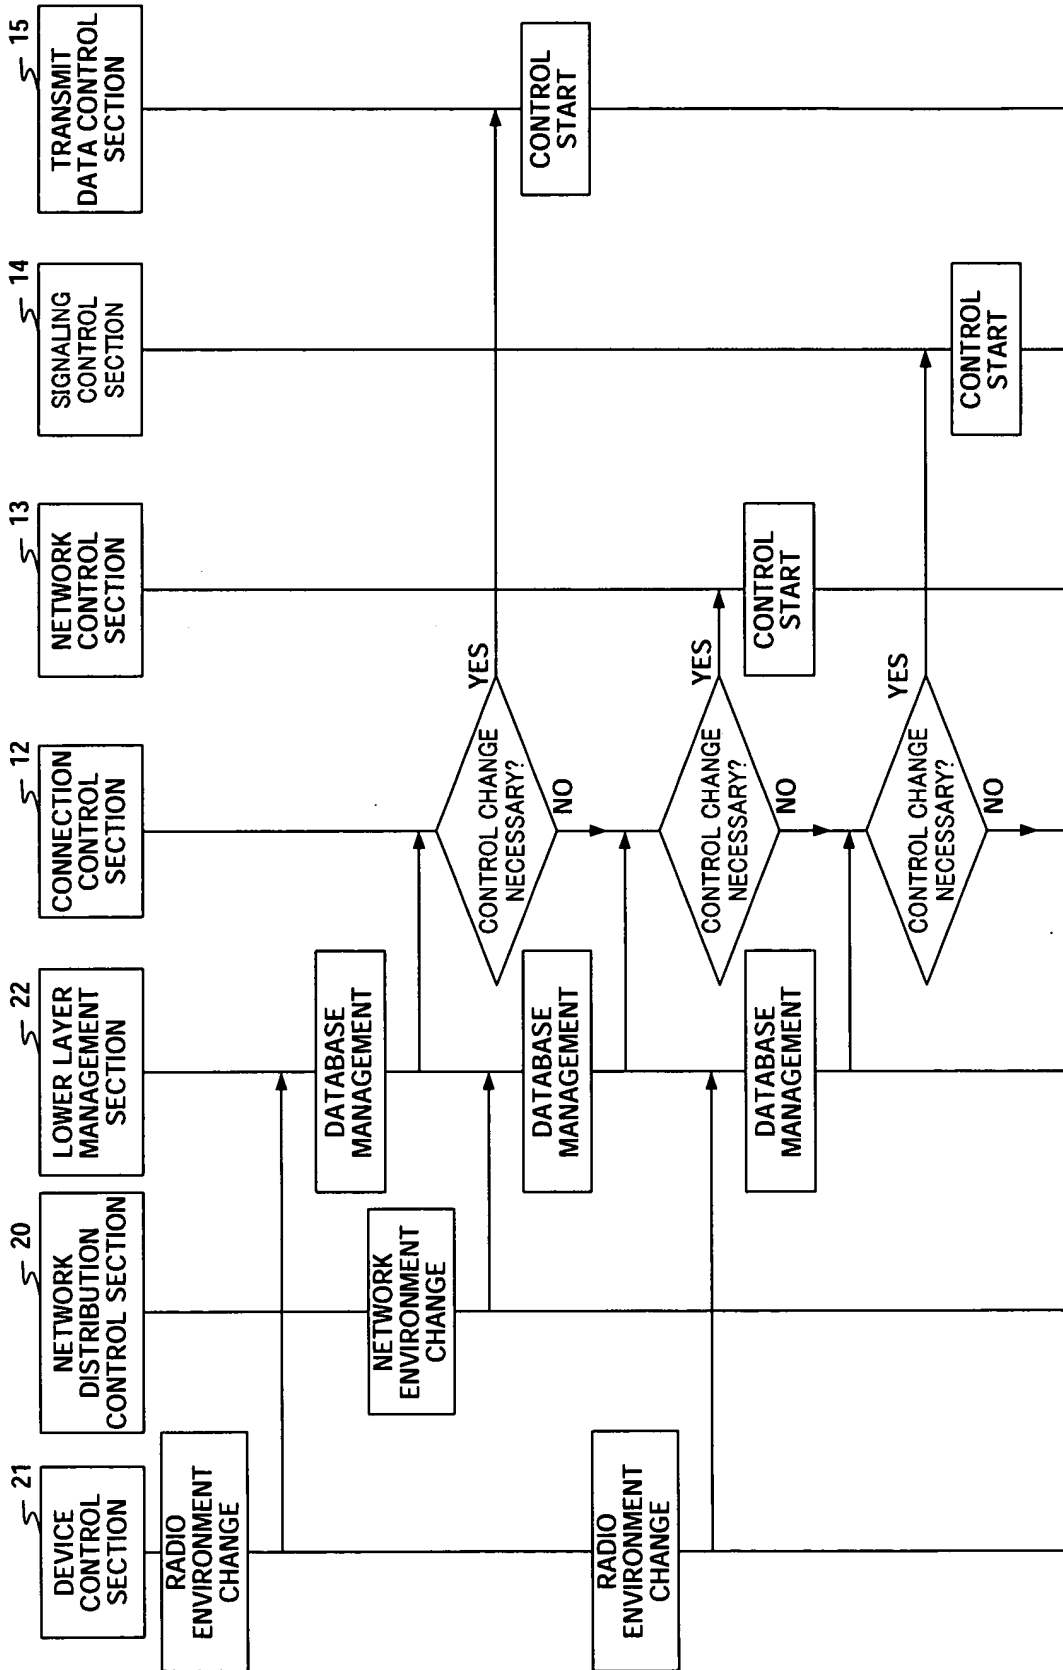 21
DEVICE
CONTROL
SECTION
20
NETWORK
DISTRIBUTION
CONTROL SECTION
22
LOWER LAYER
MANAGEMENT
SECTION
12
CONNECTION
CONTROL
SECTION
13
NETWORK
CONTROL
SECTION
14
SIGNALING
CONTROL
SECTION
15
TRANSMIT
DATA CONTROL
SECTION
RADIO
ENVIRONMENT
CHANGE
DATABASE
MANAGEMENT
NETWORK
ENVIRONMENT
CHANGE
CONTROL CHANGE
NECESSARY?
YES
NO
CONTROL
START
DATABASE
MANAGEMENT
RADIO
ENVIRONMENT
CHANGE
CONTROL CHANGE
NECESSARY?
YES
NO
CONTROL
START
DATABASE
MANAGEMENT
CONTROL CHANGE
NECESSARY?
YES
NO
CONTROL
START